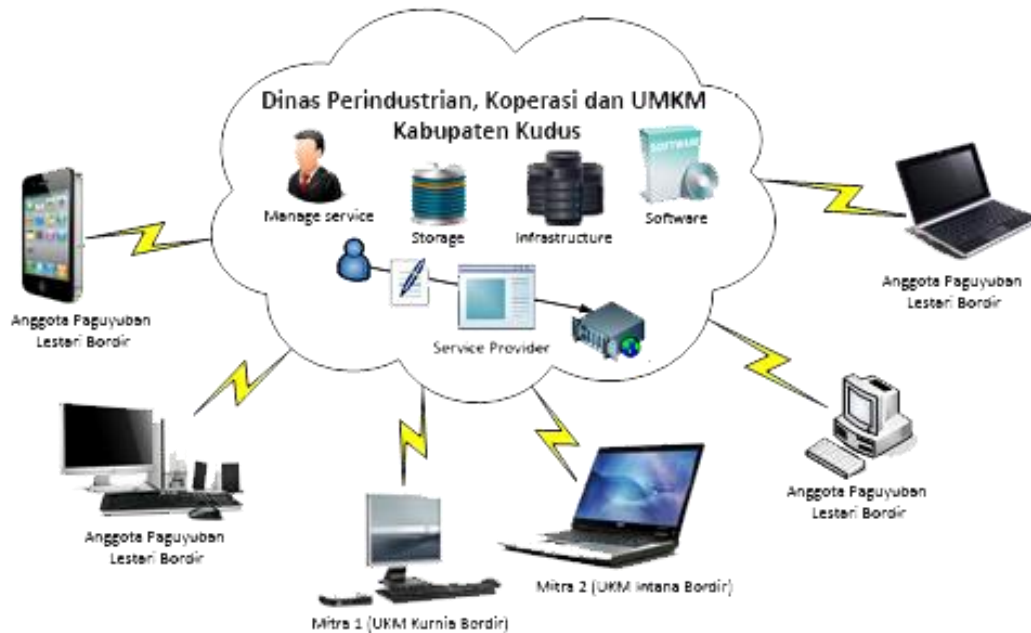 Dinas Perindustrian, Koperasi dan UMKM
Kabupaten Kudus
Manage service
Storage
Infrastructure
SOFTWARE
Software
Service Provider
Anggota Paguyuban
Lestari Bordir
Anggota Paguyuban
Lestari Bordir
Anggota Paguyuban
Lestari Bordir
Anggota Paguyuban
Lestari Bordir
Mitra 1 (UKM Kurnia Bordir)
Mitra 2 (UKM Intana Bordir)